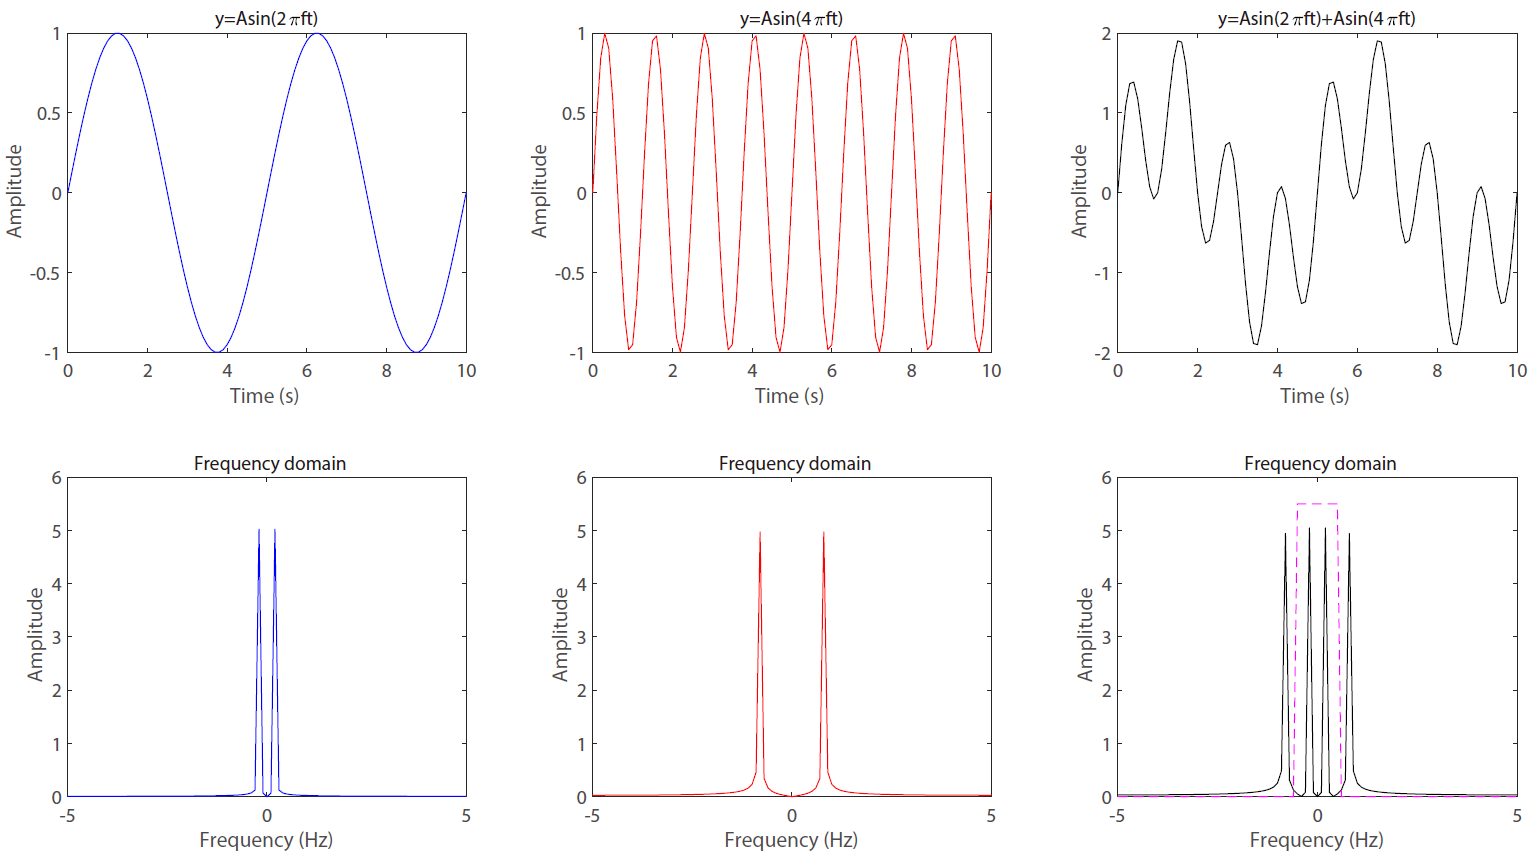 y=Asin(2πft)
1
0.5
0
-0.5
-1
Amplitude
0 2 4 6 8 10
Time (s)
y=Asin(4πft)
1
0.5
0
-0.5
-1
Amplitude
0 2 4 6 8 10
Time (s)
y=Asin(2πft)+Asin(4πft)
2
1
0
-1
-2
Amplitude
0 2 4 6 8 10
Time (s)
Frequency domain
6
5
4
3
2
1
0
Amplitude
-5 0 5
Frequency (Hz)
Frequency domain
6
5
4
3
2
1
0
Amplitude
-5 0 5
Frequency (Hz)
Frequency domain
6
5
4
3
2
1
0
Amplitude
-5 0 5
Frequency (Hz)